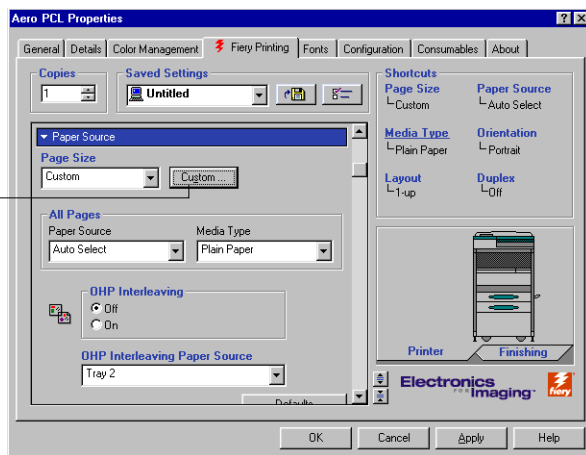 Aero PCL Properties
General Details Color Management Fiery Printing Fonts Configuration Consumables About
Copies
1
Saved Settings
Untitled
Paper Source
Page Size
Custom
Custom ...
All Pages
Paper Source
Auto Select
Media Type
Plain Paper
OHP Interleaving
Off
On
OHP Interleaving Paper Source
Tray 2
Defaults
Shortcuts
Page Size
Custom
Paper Source
Auto Select
Media Type
Plain Paper
Orientation
Portrait
Layout
1-up
Duplex
Off
Printer Finishing
Electronics
FOR Imaging
fiery
OK Cancel Apply Help